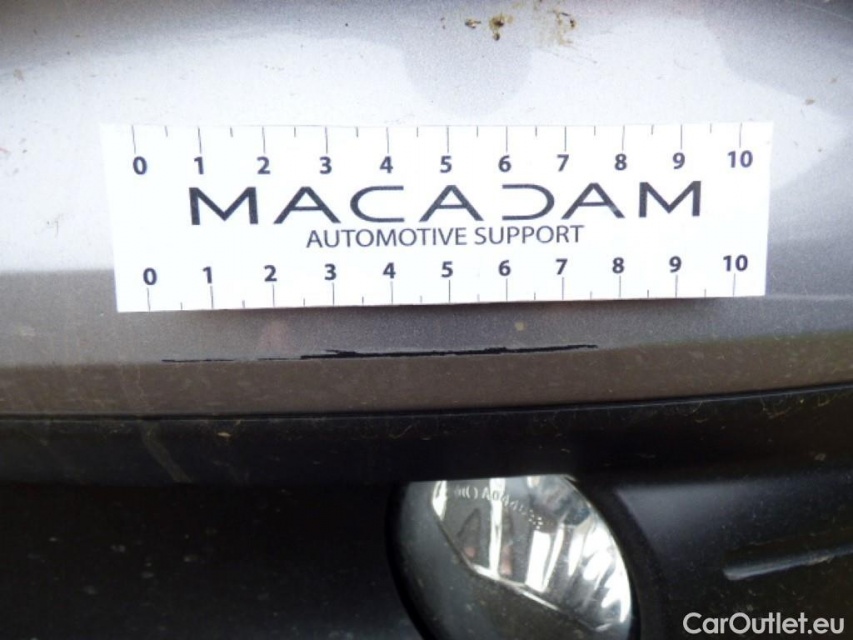 0 1 2 3 4 5 6 7 8 9 10
MACADAM
AUTOMOTIVE SUPPORT
0 1 2 3 4 5 6 7 8 9 10
CarOutlet.eu